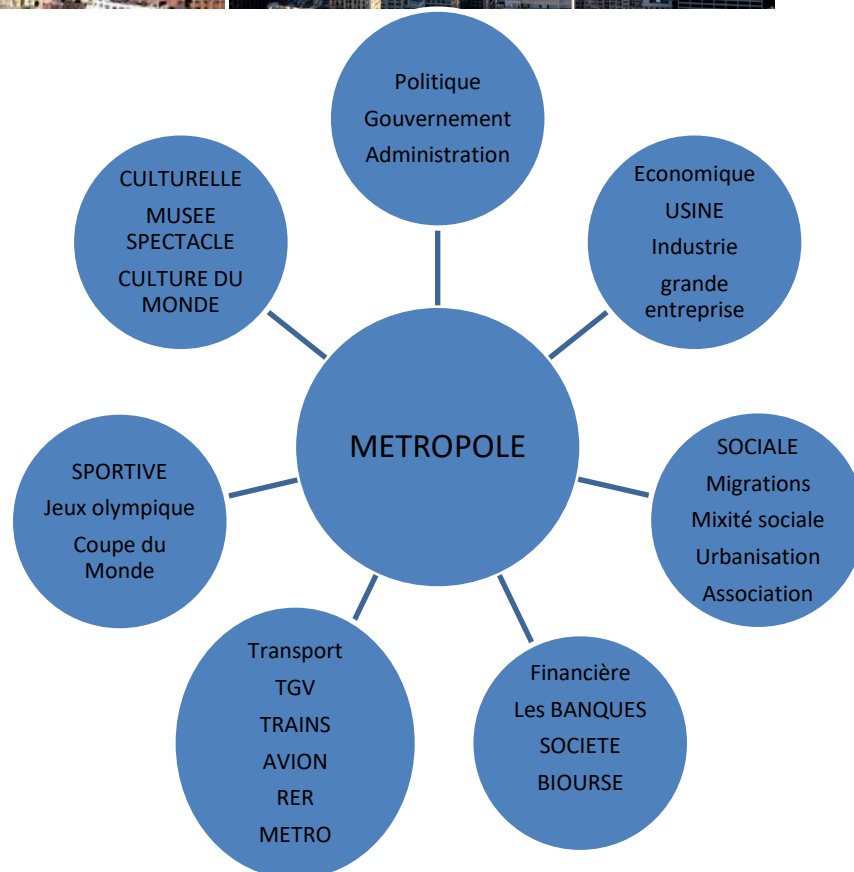 Politique
Gouvernement
Administration
Economique
USINE
Industrie
grande
entreprise
SOCIALE
Migrations
Mixité sociale
Urbanisation
Association
Financière
Les BANQUES
SOCIETE
BIOURSE
Transport
TGV
TRAINS
AVION
RER
METRO
SPORTIVE
Jeux olympique
Coupe du
Monde
CULTURELLE
MUSEE
SPECTACLE
CULTURE DU
MONDE
METROPOLE